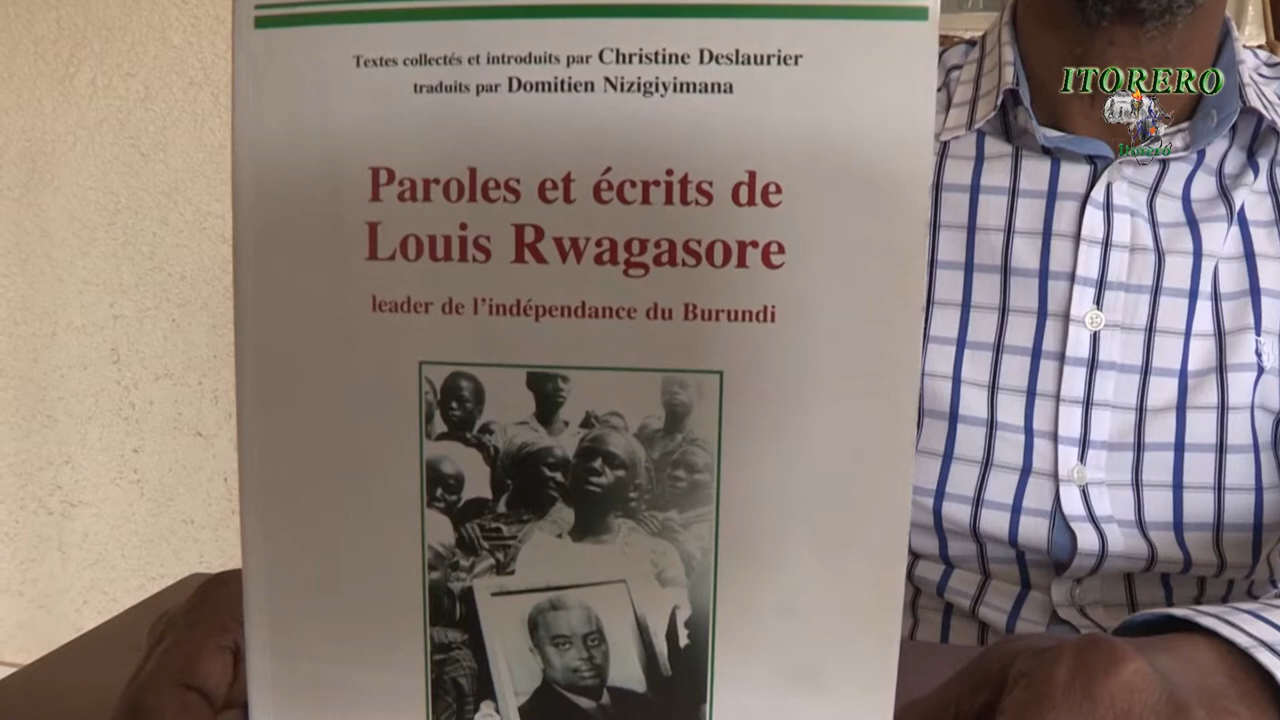 Textes collectés et introduits par Christine Deslaurier
traduits par Domitien Nizigiyimana
Paroles et écrits de
Louis Rwagasore
leader de l'indépendance du Burundi
ITORERO
Itorero